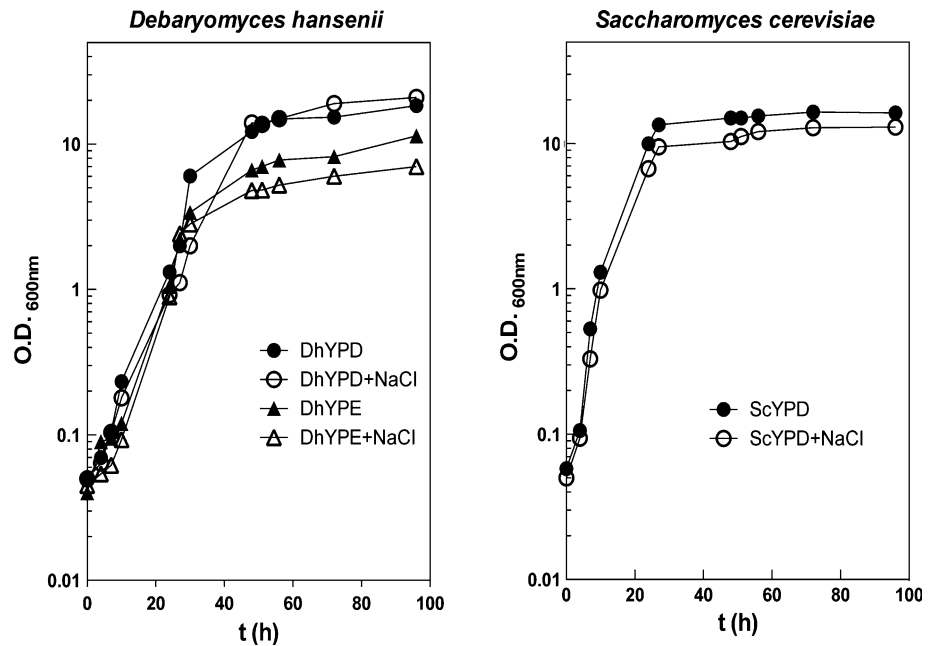 Debaryomyces hansenii
O.D. 600nm
10
1
0.1
0.01
0 20 40 60 80 100
t (h)
DhYPD
DhYPD+NaCl
DhYPE
DhYPE+NaCl
Saccharomyces cerevisiae
O.D. 600nm
10
1
0.1
0.01
0 20 40 60 80 100
t (h)
ScYPD
ScYPD+NaCl